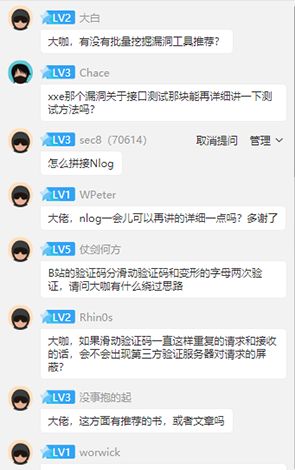 LV2 大白
大咖，有没有批量挖掘漏洞工具推荐？
LV3 Chace
xxe那个漏洞关于接口测试那块能再详细讲一下测
试方法吗？
LV3 sec8（70614） 取消提问 管理
怎么拼接Nlog
LV1 WPeter
大佬，nlog一会儿可以再讲的详细一点吗？多谢了
LV5 仗剑何方
B站的验证码分滑动验证码和变形的字母两次验
证，请问大咖有什么绕过思路
LV2 Rhin0s
大咖，如果滑动验证码一直这样重复的请求和接收
的话，会不会出现第三方验证服务器对请求的屏
蔽？
LV3 没事抱的起
大佬，这方面有推荐的书，或者文章吗
LV1 worwick